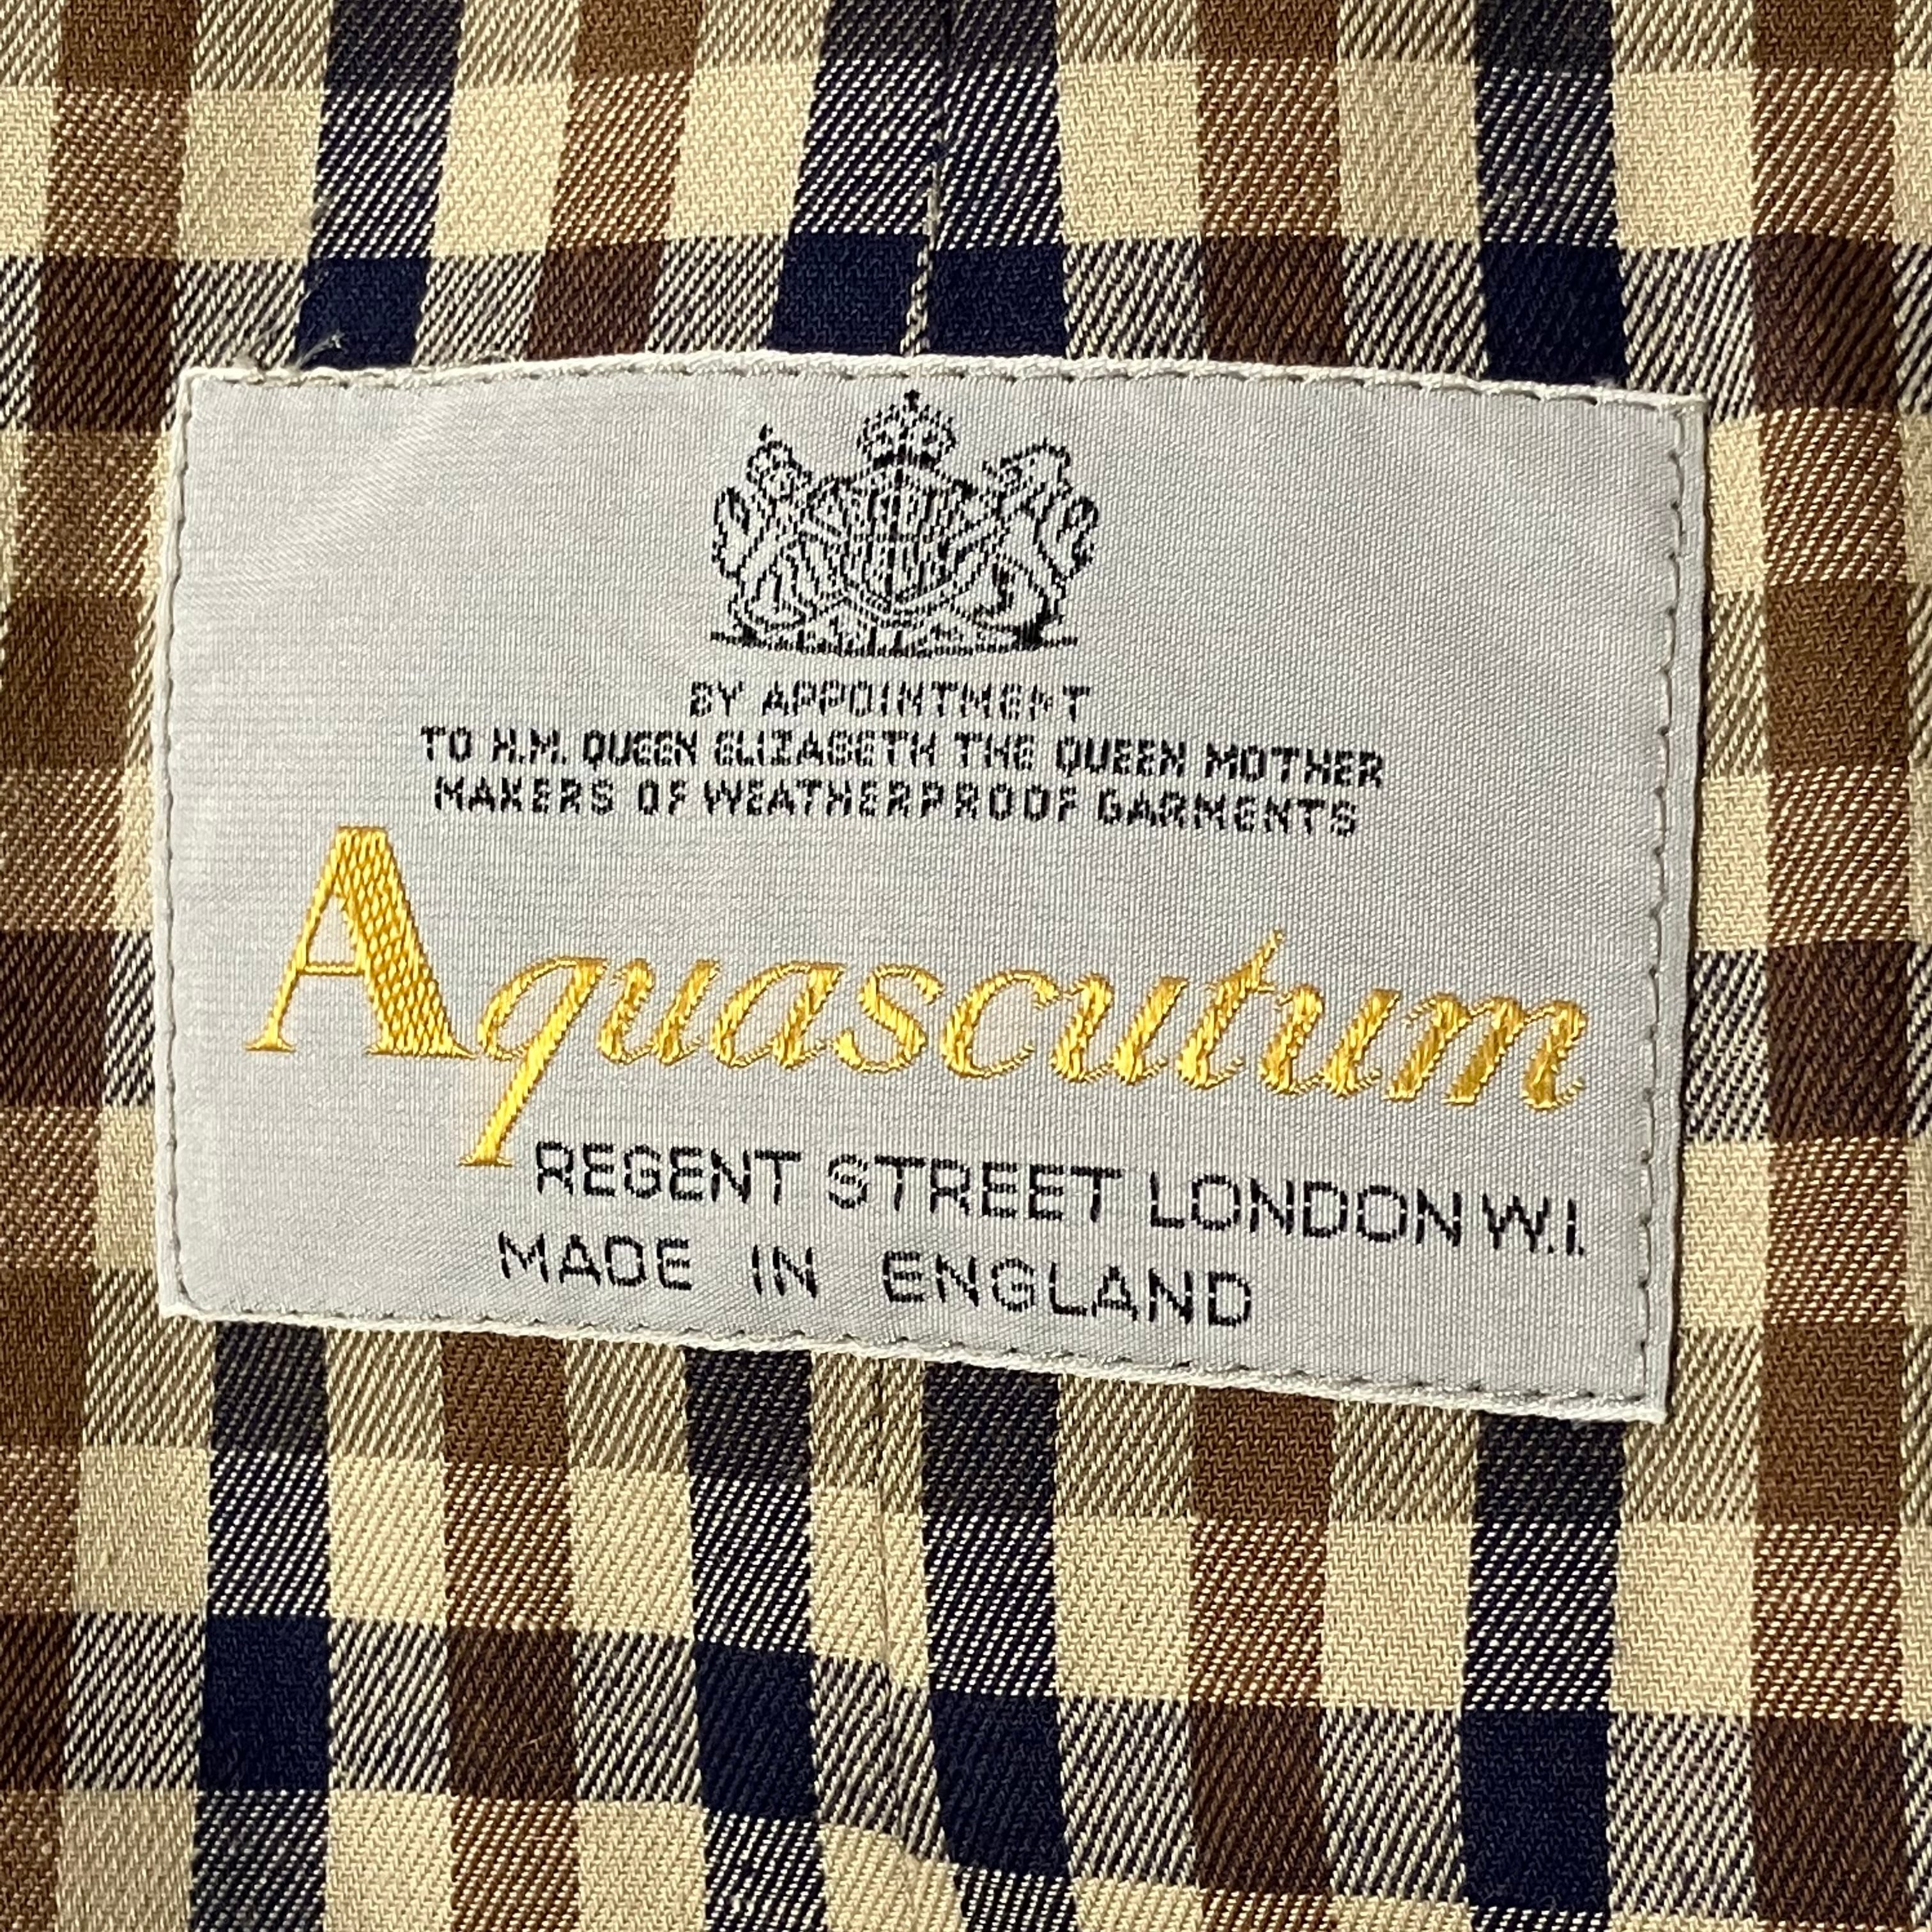 BY APPOINTMENT
TO H.M. QUEEN ELIZABETH THE QUEEN MOTHER
MAKERS OF WEATHERPROOF GARMENTS
Aquascutum
REGENT STREET LONDON W.1.
MADE IN ENGLAND